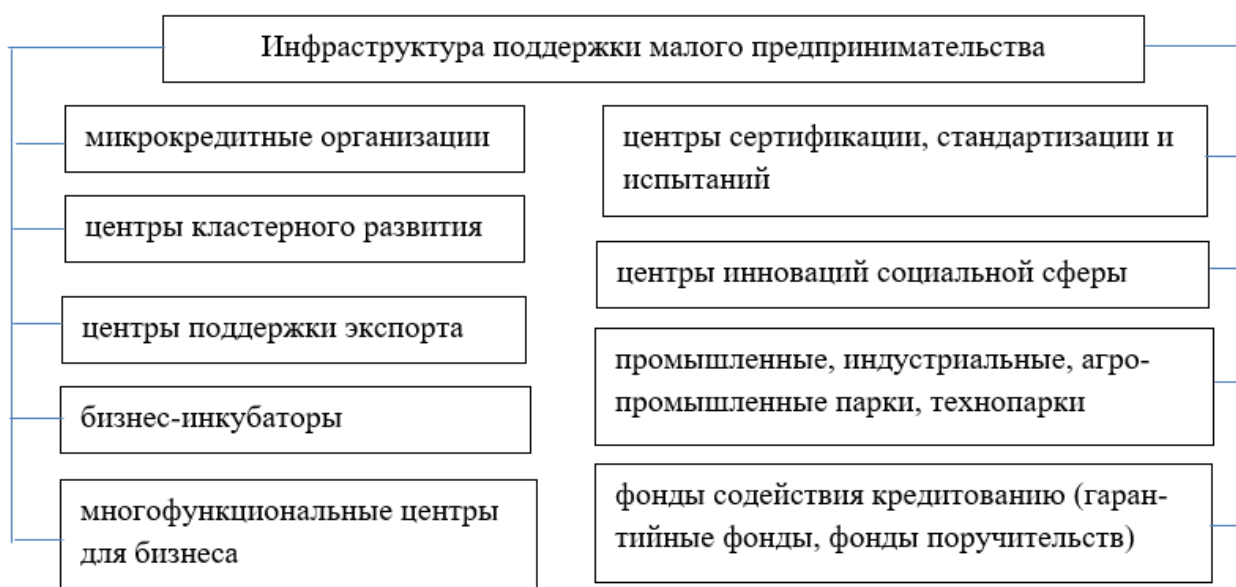 Инфраструктура поддержки малого предпринимательства
микрокредитные организации
центры кластерного развития
центры поддержки экспорта
бизнес-инкубаторы
многофункциональные центры
для бизнеса
центры сертификации, стандартизации и
испытаний
центры инноваций социальной сферы
промышленные, индустриальные, агро-
промышленные парки, технопарки
фонды содействия кредитованию (гаран-
тийные фонды, фонды поручительств)